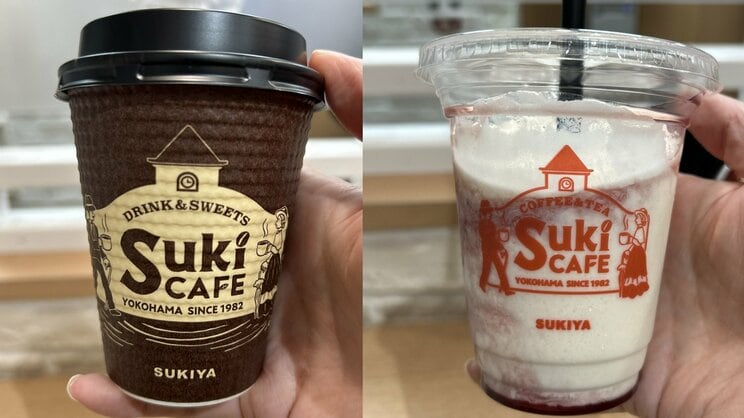 DRINK & SWEETS
Suki
CAFE
YOKOHAMA SINCE 1982
SUKIYA
COFFEE & TEA
Suki
CAFE
YOKOHAMA SINCE 1982
SUKIYA